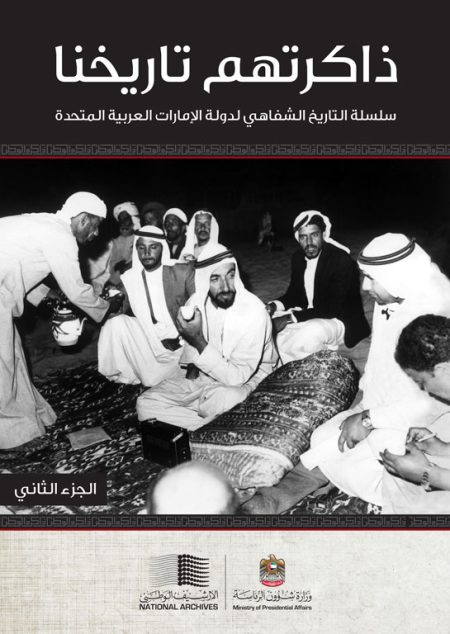 ذاكرتهم تاريخنا
سلسلة التاريخ الشفاهي لدولة الإمارات العربية المتحدة
الجزء الثاني
الارشيف الوطني
NATIONAL ARCHIVES
وزارة شؤون الرئاسة
Ministry of Presidential Affairs